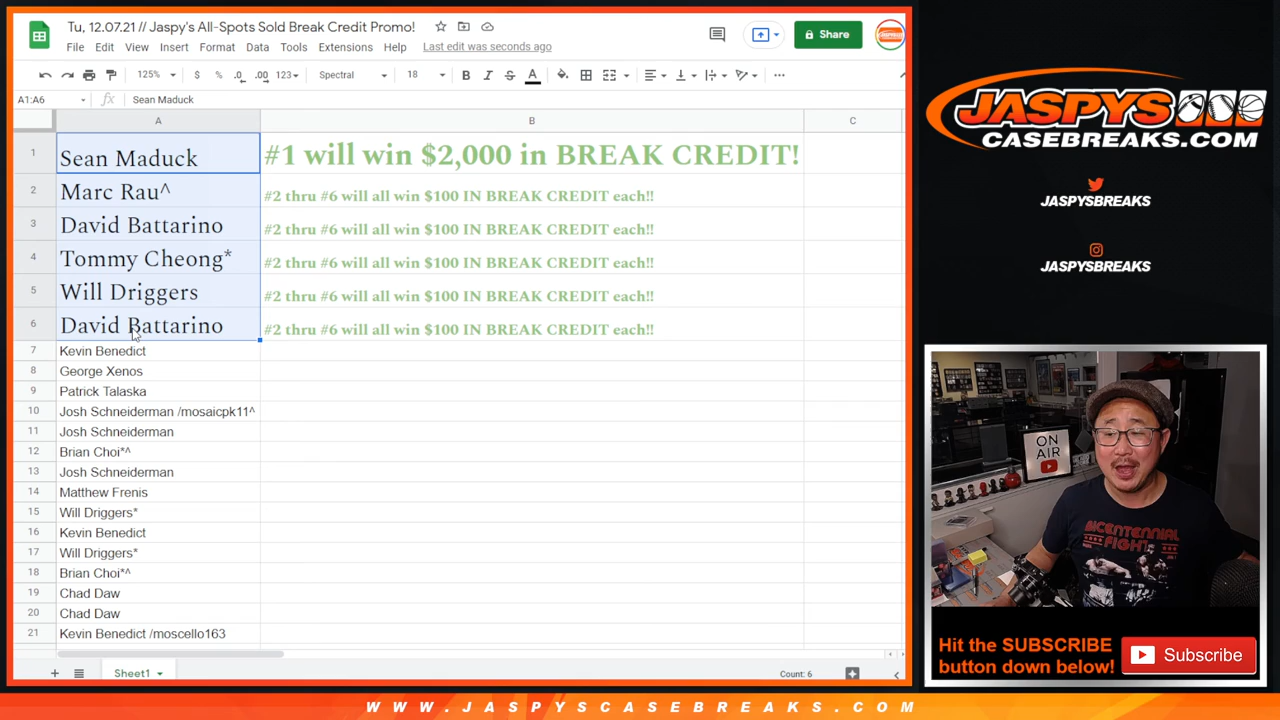 Tu, 12.07.21 // Jaspy's All-Spots Sold Break Credit Promo!
File Edit View Insert Format Data Tools Extensions Help Last edit was seconds ago
Share
125% $ % .0 .00 123 Spectral 18 B I S A
A1:A6 fx Sean Maduck
A B C
1 Sean Maduck #1 will win $2,000 in BREAK CREDIT!
2 Marc Rau^ #2 thru #6 will all win $100 IN BREAK CREDIT each!!
3 David Battarino #2 thru #6 will all win $100 IN BREAK CREDIT each!!
4 Tommy Cheong* #2 thru #6 will all win $100 IN BREAK CREDIT each!!
5 Will Driggers #2 thru #6 will all win $100 IN BREAK CREDIT each!!
6 David Battarino #2 thru #6 will all win $100 IN BREAK CREDIT each!!
7 Kevin Benedict
8 George Xenos
9 Patrick Talaska
10 Josh Schneiderman /mosaicpk11^
11 Josh Schneiderman
12 Brian Choi*^
13 Josh Schneiderman
14 Matthew Frenis
15 Will Driggers*
16 Kevin Benedict
17 Will Driggers*
18 Brian Choi*^
19 Chad Daw
20 Chad Daw
21 Kevin Benedict /moscello163
Sheet1
Count: 6
JASPYS
CASEBREAKS.COM
JASPYSBREAKS
JASPYSBREAKS
ON
AIR
BICENTENNIAL
FIGHT
Hit the SUBSCRIBE
button down below!
Subscribe
WWW.JASPYSCASEBREAKS.COM